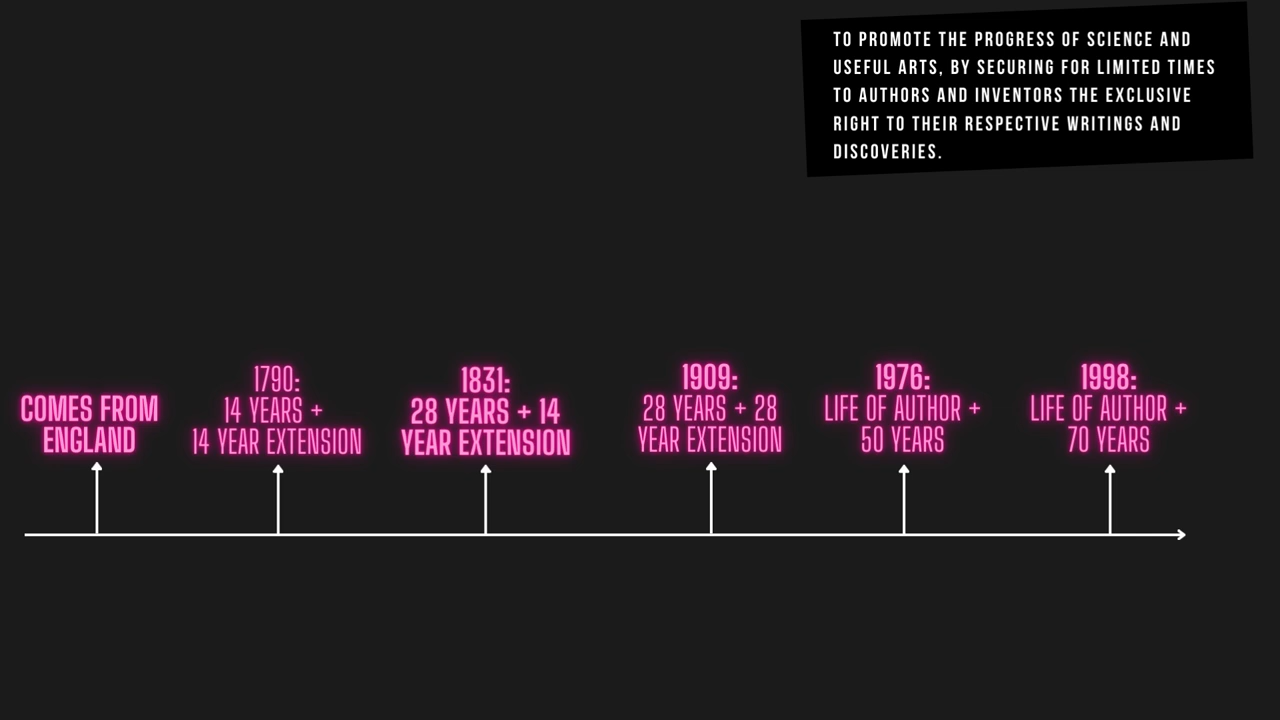 TO PROMOTE THE PROGRESS OF SCIENCE AND
USEFUL ARTS, BY SECURING FOR LIMITED TIMES
TO AUTHORS AND INVENTORS THE EXCLUSIVE
RIGHT TO THEIR RESPECTIVE WRITINGS AND
DISCOVERIES.
COMES FROM
ENGLAND
1790:
14 YEARS +
14 YEAR EXTENSION
1831:
28 YEARS + 14
YEAR EXTENSION
1909:
28 YEARS + 28
YEAR EXTENSION
1976:
LIFE OF AUTHOR +
50 YEARS
1998:
LIFE OF AUTHOR +
70 YEARS